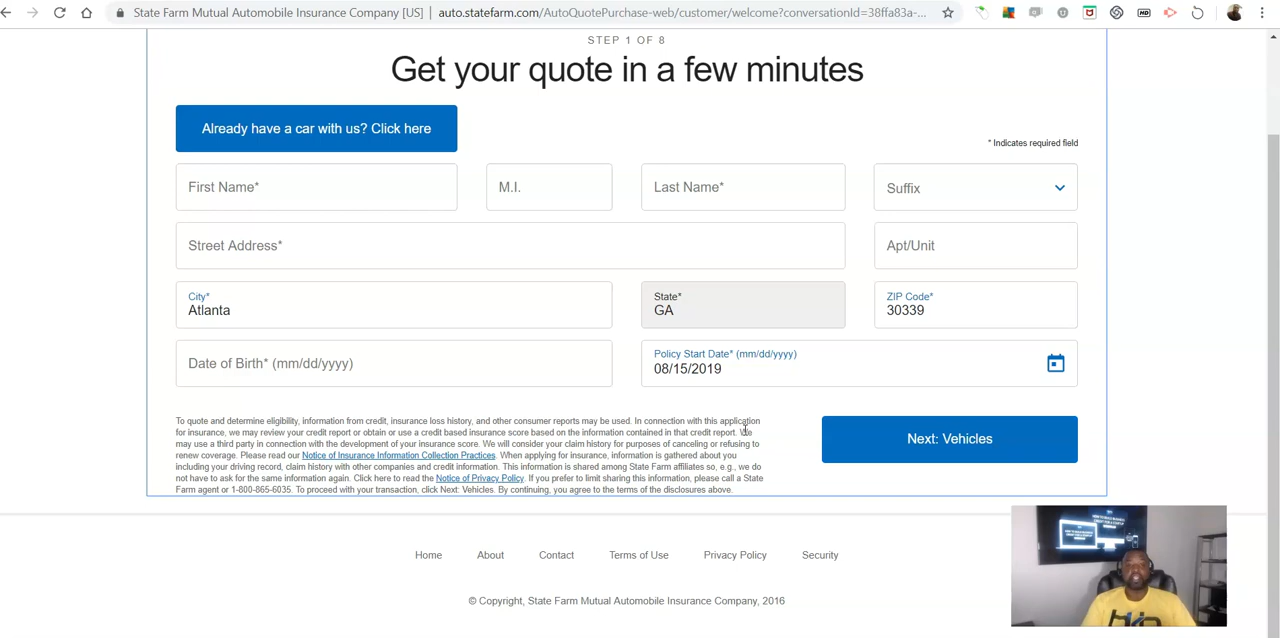 State Farm Mutual Automobile Insurance Company [US] | auto.statefarm.com/AutoQuotePurchase-web/customer/welcome?conversationId=38ffa83a-...
STEP 1 OF 8
Get your quote in a few minutes
Already have a car with us? Click here
* Indicates required field
First Name*
M.I.
Last Name*
Suffix
Street Address*
Apt/Unit
City*
Atlanta
State*
GA
ZIP Code*
30339
Date of Birth* (mm/dd/yyyy)
Policy Start Date* (mm/dd/yyyy)
08/15/2019
To quote and determine eligibility, information from credit, insurance loss history, and other consumer reports may be used. In connection with this application
for insurance, we may review your credit report or obtain or use a credit based insurance score based on the information contained in that credit report. We
may use a third party in connection with the development of your insurance score. We will consider your claim history for purposes of canceling or refusing to
renew coverage. Please read our Notice of Insurance Information Collection Practices. When applying for insurance, information is gathered about you
including your driving record, claim history with other companies and credit information. This information is shared among State Farm affiliates so, e.g., we do
not have to ask for the same information again. Click here to read the Notice of Privacy Policy. If you prefer to limit sharing this information, please call a State
Farm agent or 1-800-865-6035. To proceed with your transaction, click Next: Vehicles. By continuing, you agree to the terms of the disclosures above.
Next: Vehicles
Home
About
Contact
Terms of Use
Privacy Policy
Security
© Copyright, State Farm Mutual Automobile Insurance Company, 2016